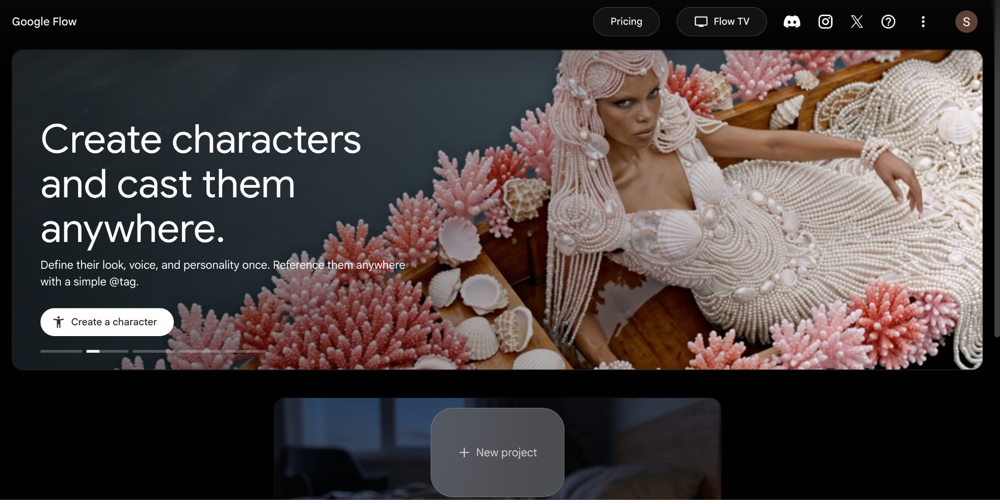 Google Flow
Pricing
Flow TV
S
Create characters
and cast them
anywhere.
Define their look, voice, and personality once. Reference them anywhere
with a simple @tag.
Create a character
New project